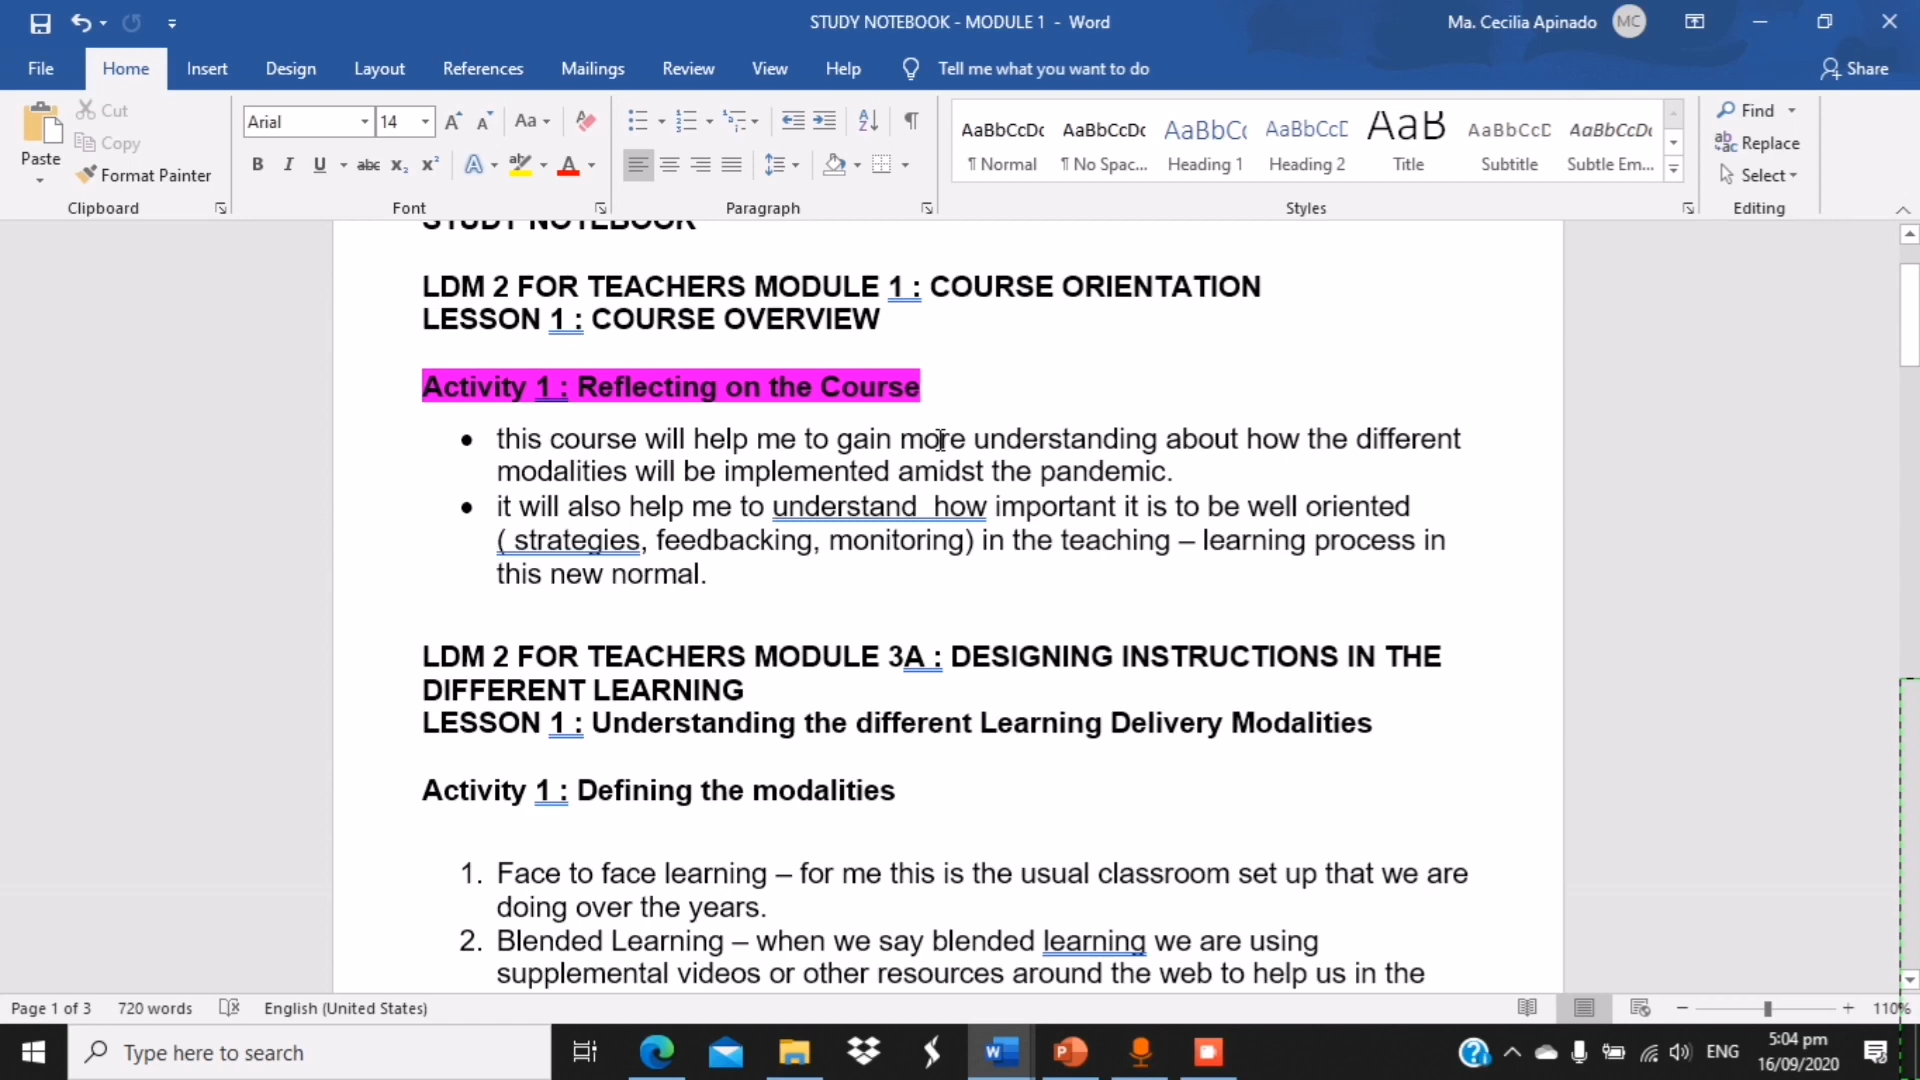 STUDY NOTEBOOK - MODULE 1 - Word
Ma. Cecilia Apinado MC
File Home Insert Design Layout References Mailings Review View Help Tell me what you want to do Share
Paste
Cut
Copy
Format Painter
Clipboard
Arial 14
Aa
B I U abc x₂ x² A A
Font
Paragraph
AaBbCcDc AaBbCcDc AaBbCc AaBbCcE AaB AaBbCcD AaBbCcDc
¶ Normal ¶ No Spac... Heading 1 Heading 2 Title Subtitle Subtle Em...
Styles
Find
Replace
Select
Editing
STUDY NOTEBOOK
LDM 2 FOR TEACHERS MODULE 1 : COURSE ORIENTATION
LESSON 1 : COURSE OVERVIEW
Activity 1 : Reflecting on the Course
• this course will help me to gain more understanding about how the different
modalities will be implemented amidst the pandemic.
• it will also help me to understand  how important it is to be well oriented
( strategies, feedbacking, monitoring) in the teaching – learning process in
this new normal.
LDM 2 FOR TEACHERS MODULE 3A : DESIGNING INSTRUCTIONS IN THE
DIFFERENT LEARNING
LESSON 1 : Understanding the different Learning Delivery Modalities
Activity 1 : Defining the modalities
1. Face to face learning – for me this is the usual classroom set up that we are
doing over the years.
2. Blended Learning – when we say blended learning we are using
supplemental videos or other resources around the web to help us in the
Page 1 of 3 720 words English (United States) 110%
Type here to search
ENG
5:04 pm
16/09/2020